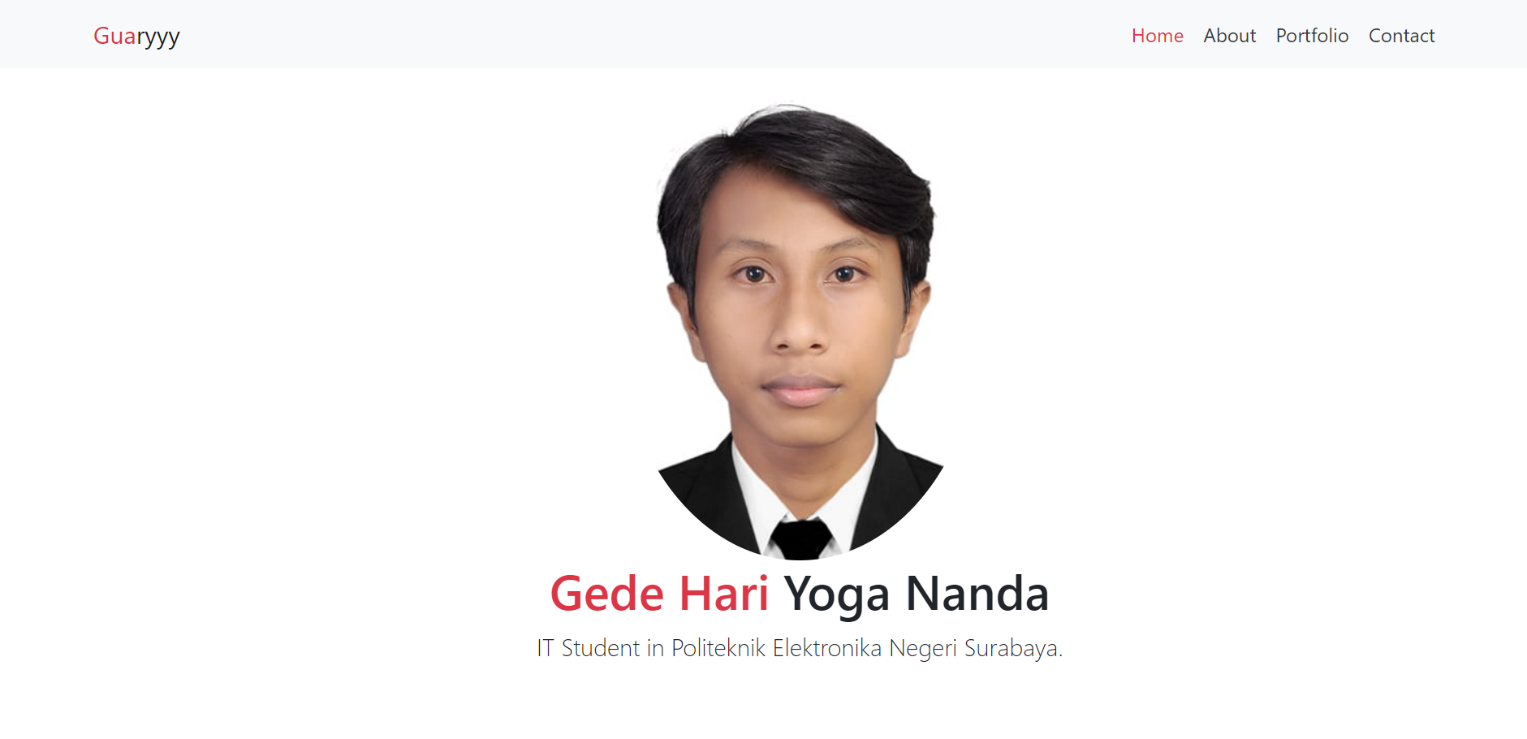 Guaryyy Home About Portfolio Contact
Gede Hari Yoga Nanda
IT Student in Politeknik Elektronika Negeri Surabaya.